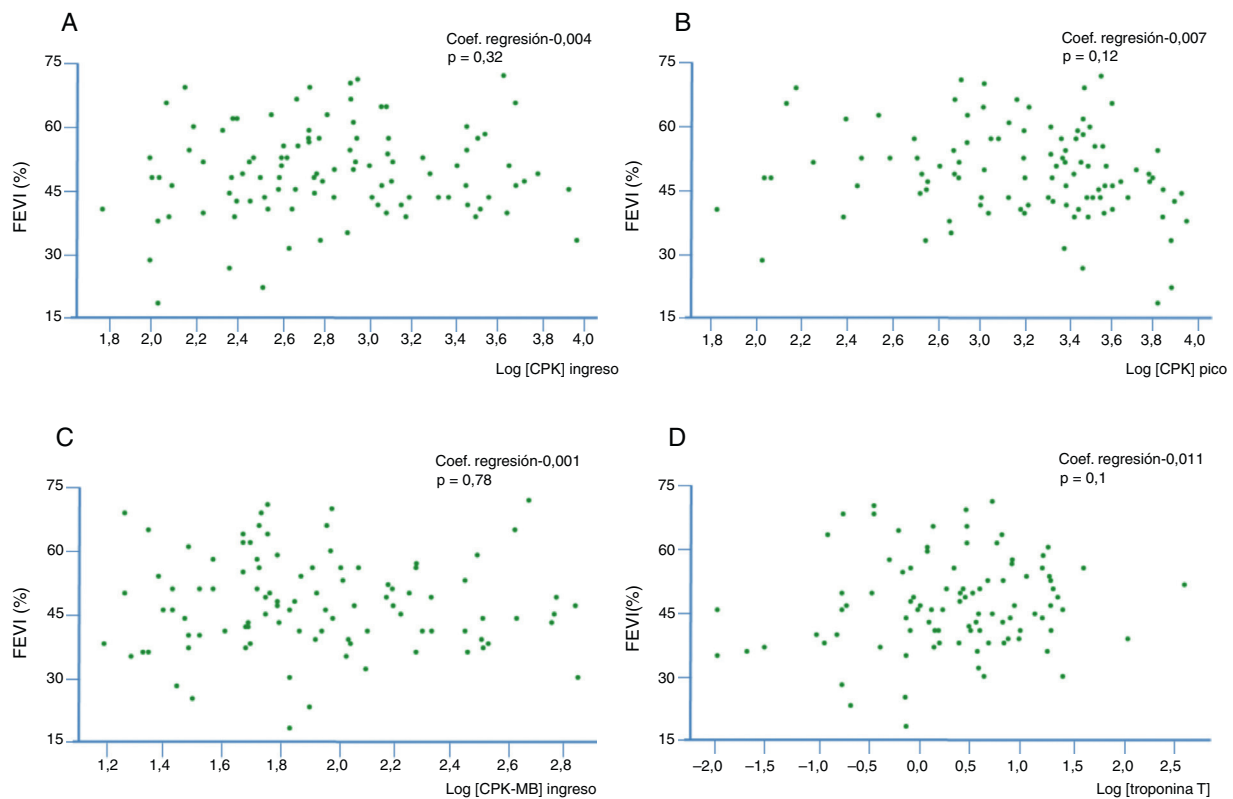 A
Coef. regresión-0,004
p = 0,32
75
60
45
30
15
FEVI (%)
1,8 2,0 2,2 2,4 2,6 2,8 3,0 3,2 3,4 3,6 3,8 4,0
Log [CPK] ingreso
B
Coef. regresión-0,007
p = 0,12
75
60
45
30
15
FEVI (%)
1,8 2,0 2,2 2,4 2,6 2,6 3,0 3,2 3,4 3,6 3,6 4,0
Log [CPK] pico
C
Coef. regresión-0,001
p = 0,78
75
60
45
30
15
FEVI (%)
1,2 1,4 1,6 1,8 2,0 2,2 2,4 2,6 2,8
Log [CPK-MB] ingreso
D
Coef. regresión-0,011
p = 0,1
75
60
45
30
15
FEVI(%)
–2,0 –1,5 –1,0 –0,5 0,0 0,5 1,0 1,5 2,0 2,5
Log [troponina T]